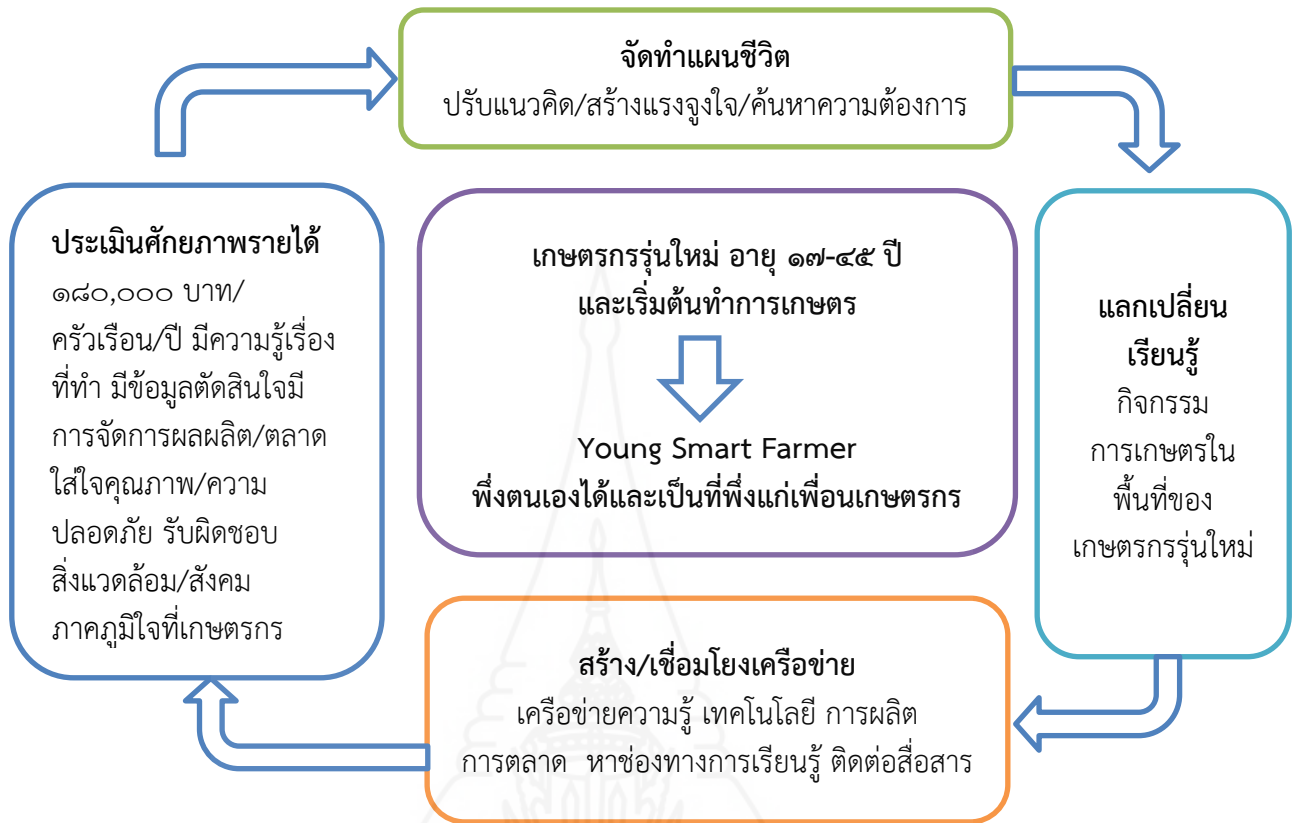 จัดทำแผนชีวิต
ปรับแนวคิด/สร้างแรงจูงใจ/ค้นหาความต้องการ
ประเมินศักยภาพรายได้
๑๘๐,๐๐๐ บาท/
ครัวเรือน/ปี มีความรู้เรื่อง
ที่ทำ มีข้อมูลตัดสินใจมี
การจัดการผลผลิต/ตลาด
ใส่ใจคุณภาพ/ความ
ปลอดภัย รับผิดชอบ
สิ่งแวดล้อม/สังคม
ภาคภูมิใจที่เกษตรกร
เกษตรกรรุ่นใหม่ อายุ ๑๗-๔๕ ปี
และเริ่มต้นทำการเกษตร
Young Smart Farmer
พึ่งตนเองได้และเป็นที่พึ่งแก่เพื่อนเกษตรกร
แลกเปลี่ยน
เรียนรู้
กิจกรรม
การเกษตรใน
พื้นที่ของ
เกษตรกรรุ่นใหม่
สร้าง/เชื่อมโยงเครือข่าย
เครือข่ายความรู้ เทคโนโลยี การผลิต
การตลาด หาช่องทางการเรียนรู้ ติดต่อสื่อสาร